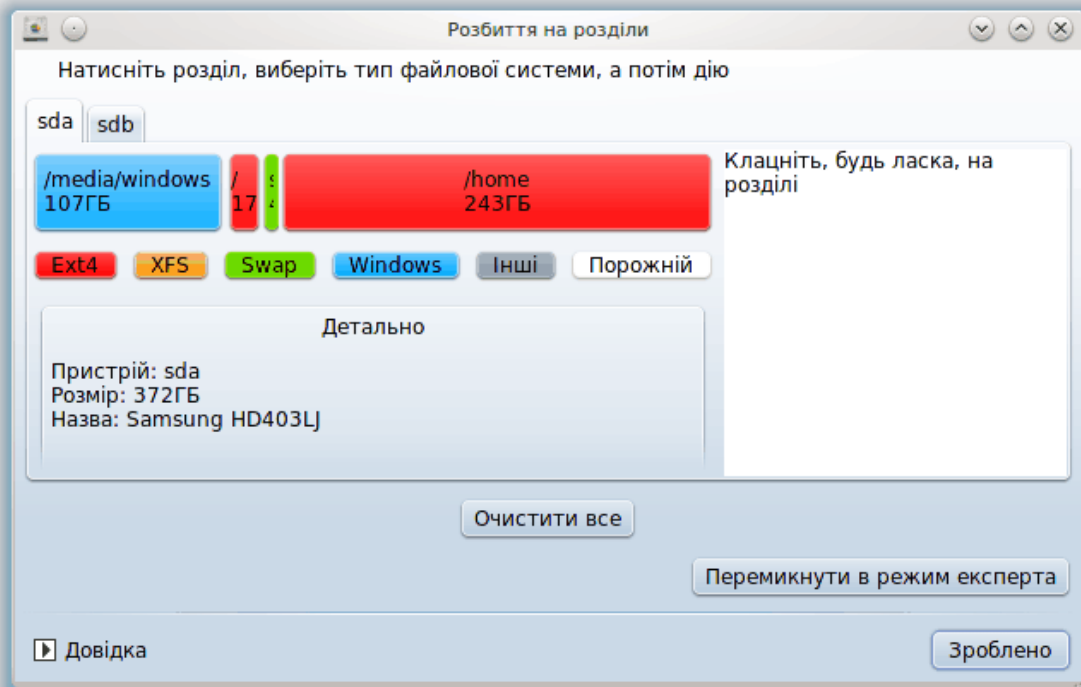 Розбиття на розділи
Натисніть розділ, виберіть тип файлової системи, а потім дію
sda
sdb
/media/windows
107ГБ
/
17
/home
243ГБ
Клацніть, будь ласка, на
розділі
Ext4
XFS
Swap
Windows
Інші
Порожній
Детально
Пристрій: sda
Розмір: 372ГБ
Назва: Samsung HD403LJ
Очистити все
Перемикнути в режим експерта
Довідка
Зроблено